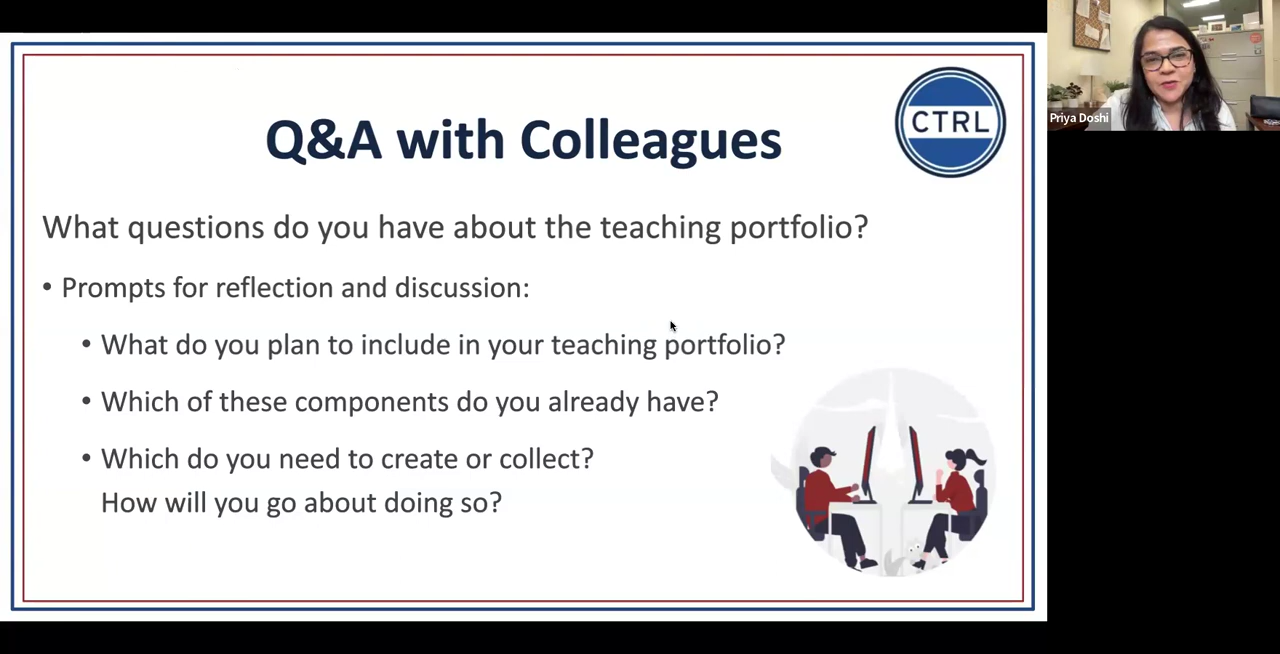 Q&A with Colleagues
CTRL
Priya Doshi
What questions do you have about the teaching portfolio?
• Prompts for reflection and discussion:
• What do you plan to include in your teaching portfolio?
• Which of these components do you already have?
• Which do you need to create or collect?
How will you go about doing so?